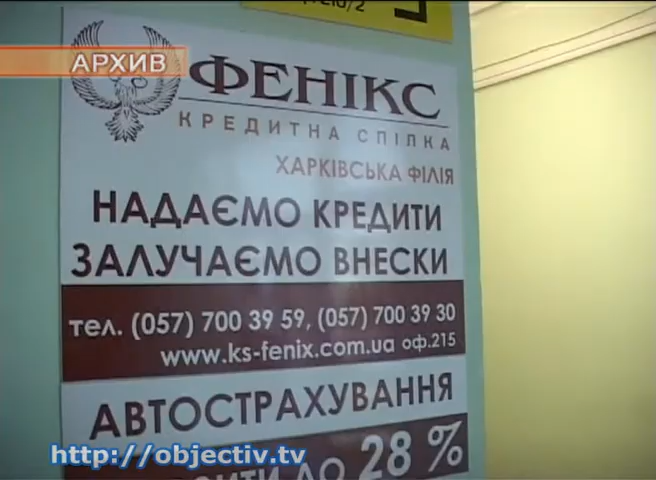 АРХИВ
ФЕНІКС
КРЕДИТНА СПІЛКА
ХАРКІВСЬКА ФІЛІЯ
НАДАЄМО КРЕДИТИ
ЗАЛУЧАЄМО ВНЕСКИ
тел. (057) 700 39 59, (057) 700 39 30
www.ks-fenix.com.ua оф.215
АВТОСТРАХУВАННЯ
ДО 28 %
http://objectiv.tv